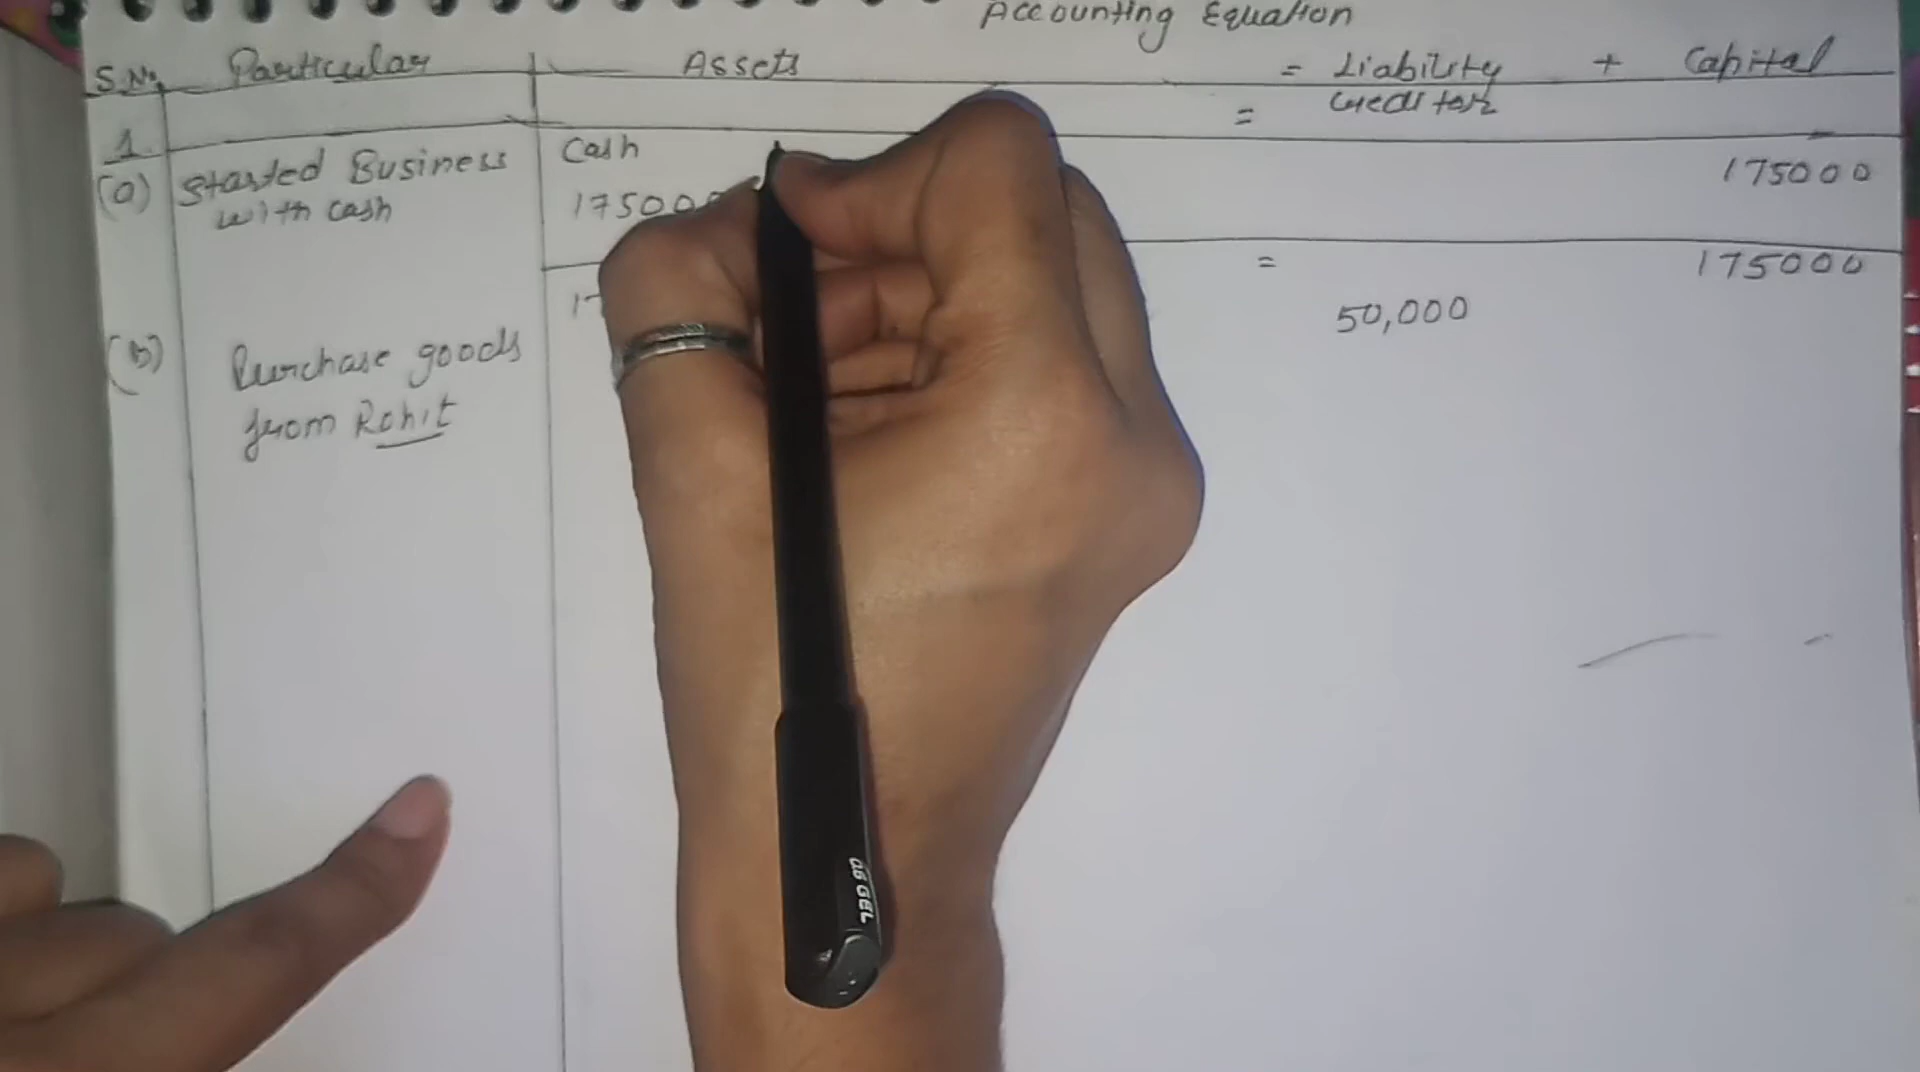 Accounting Equation
S.No. Particular Assets = Liability + Capital
= Creditor
1.
(a) Started Business Cash 175000
with cash 17500
= 175000
50,000
(b) Purchase goods
from Rohit
GEL